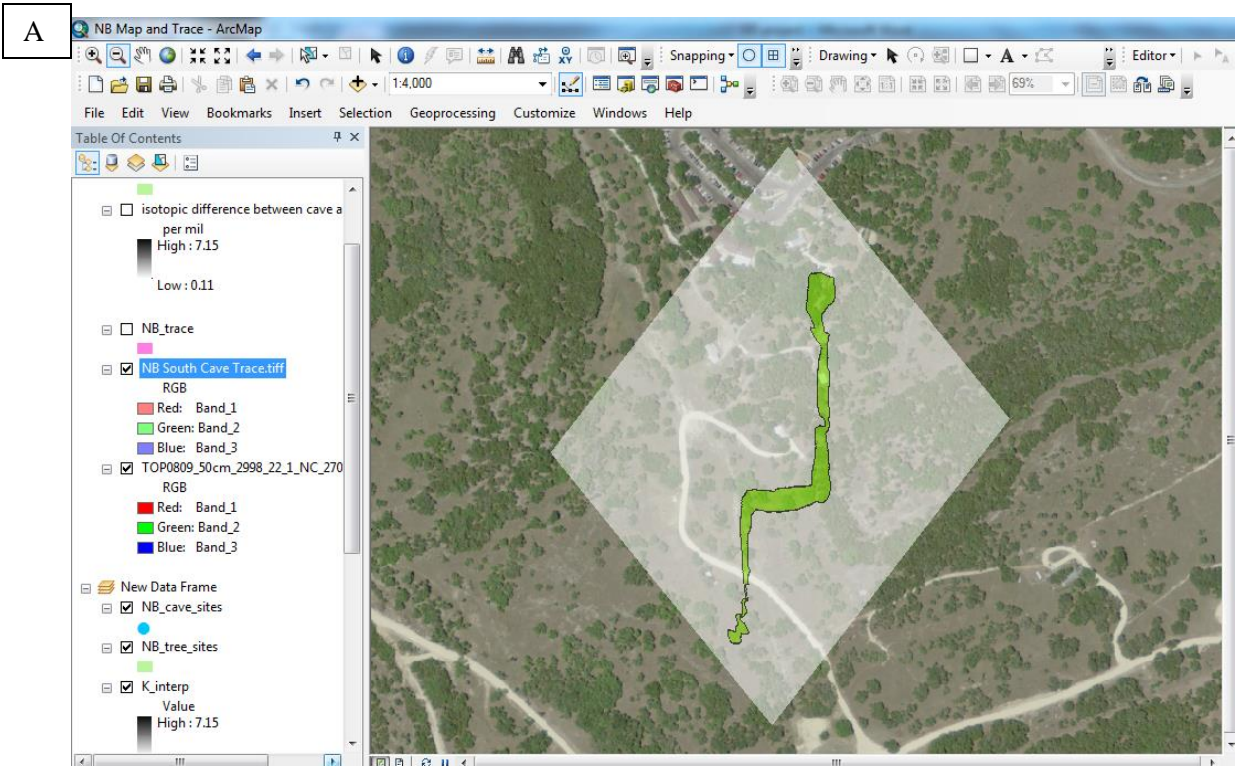 A
NB Map and Trace - ArcMap
Snapping Drawing A Editor
1:4,000 69%
File Edit View Bookmarks Insert Selection Geoprocessing Customize Windows Help
Table Of Contents
isotopic difference between cave a
per mil
High : 7.15
Low : 0.11
NB_trace
NB South Cave Trace.tiff
RGB
Red: Band_1
Green: Band_2
Blue: Band_3
TOP0809_50cm_2998_22_1_NC_270
RGB
Red: Band_1
Green: Band_2
Blue: Band_3
New Data Frame
NB_cave_sites
NB_tree_sites
K_interp
Value
High : 7.15